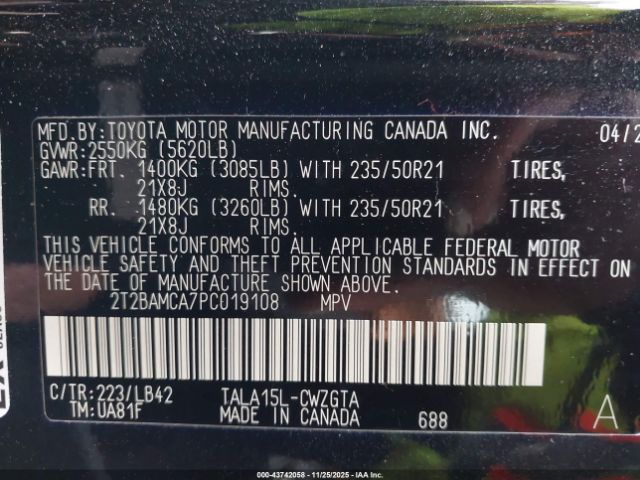 MFD.BY:TOYOTA MOTOR MANUFACTURING CANADA INC. 04/2
GVWR:2550KG (5620LB)
GAWR:FRT. 1400KG (3085LB) WITH 235/50R21 TIRES,
21X8J RIMS.
RR. 1480KG (3260LB) WITH 235/50R21 TIRES,
21X8J RIMS.
THIS VEHICLE CONFORMS TO ALL APPLICABLE FEDERAL MOTOR
VEHICLE SAFETY AND THEFT PREVENTION STANDARDS IN EFFECT ON
THE DATE OF MANUFACTURE SHOWN ABOVE.
2T2BAMCA7PC019108 MPV
C/TR:223/LB42 TALA15L-CWZGTA
TM:UA81F MADE IN CANADA 688 A
000-43742058 - 11/25/2025 - IAA Inc.